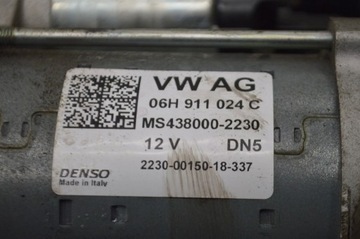 VW AG
06H 911 024 C
MS438000-2230
12 V DN5
2230-00150-18-337
DENSO
Made in Italy